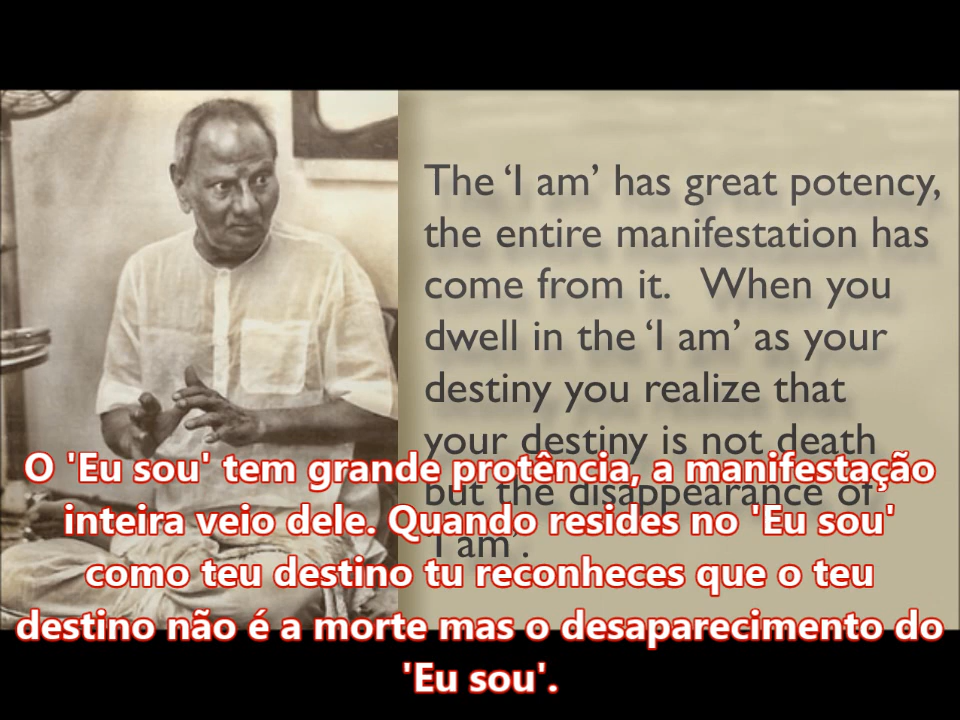 The ‘I am’ has great potency,
the entire manifestation has
come from it. When you
dwell in the ‘I am’ as your
destiny you realize that
your destiny is not death
but the disappearance of
‘I am’.
O 'Eu sou' tem grande protência, a manifestação
inteira veio dele. Quando resides no 'Eu sou'
como teu destino tu reconheces que o teu
destino não é a morte mas o desaparecimento do
'Eu sou'.